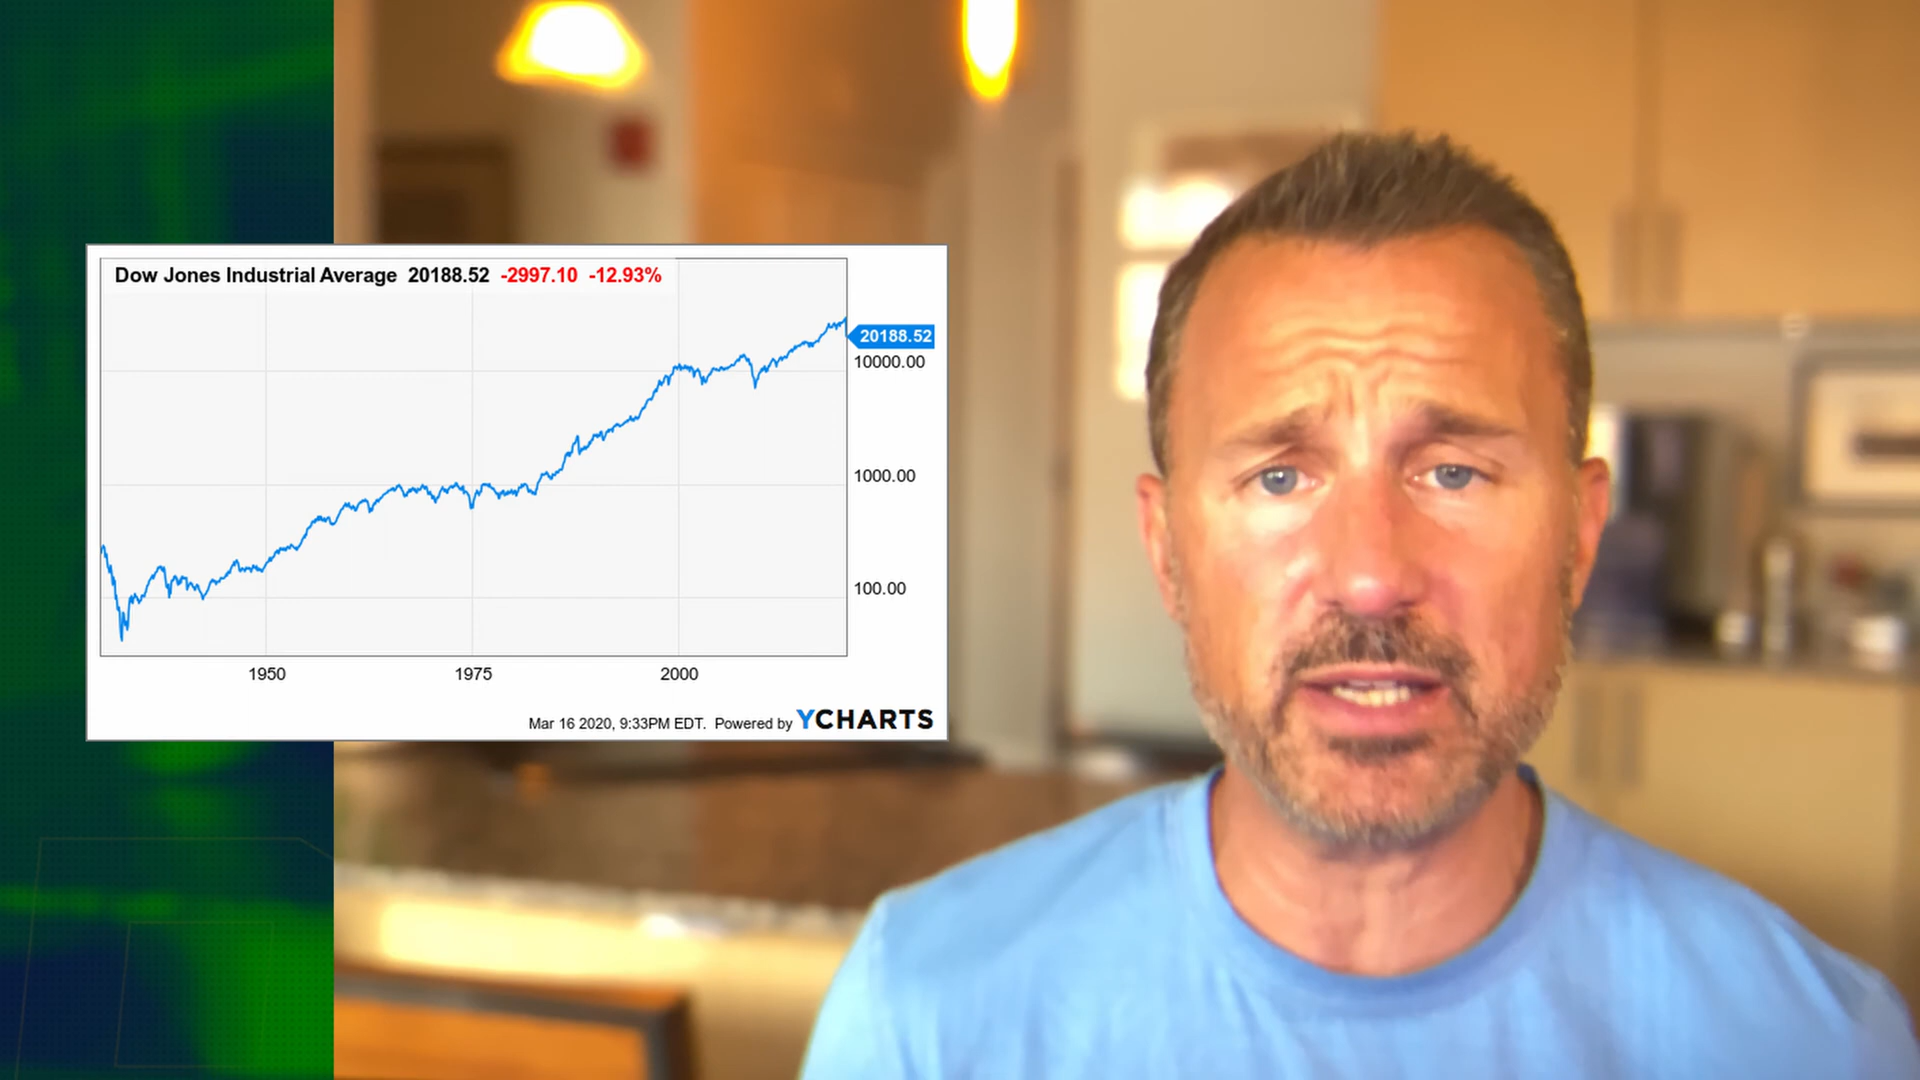 Dow Jones Industrial Average 20188.52 -2997.10 -12.93%
20188.52
10000.00
1000.00
100.00
1950 1975 2000
Mar 16 2020, 9:33PM EDT. Powered by YCHARTS